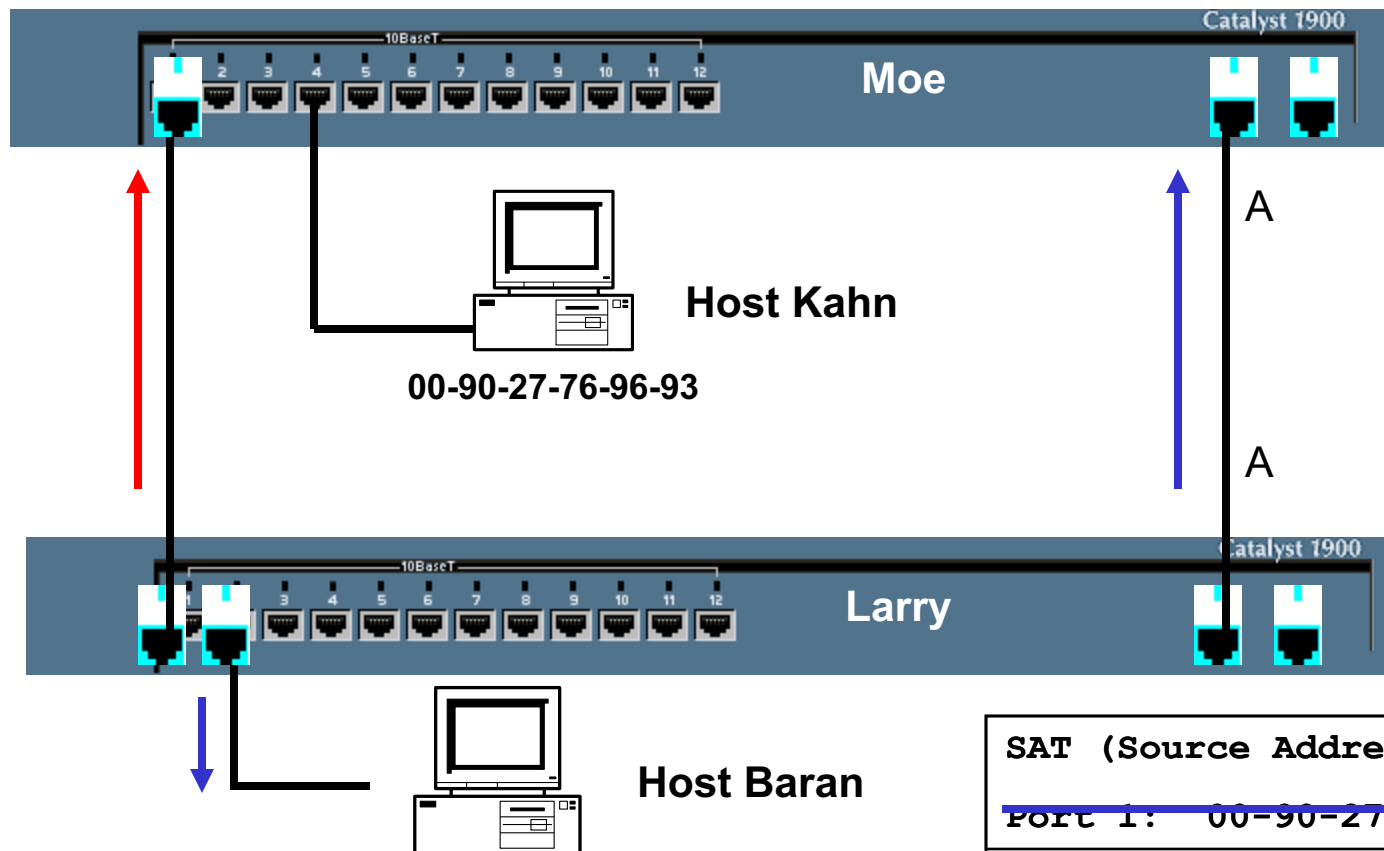 Catalyst 1900
10BaseT
2 3 4 5 6 7 8 9 10 11 12
Moe
A
Host Kahn
00-90-27-76-96-93
A
Catalyst 1900
10BaseT
1 3 4 5 6 7 8 9 10 11 12
Larry
SAT (Source Addre
Host Baran
Port 1: 00-90-27